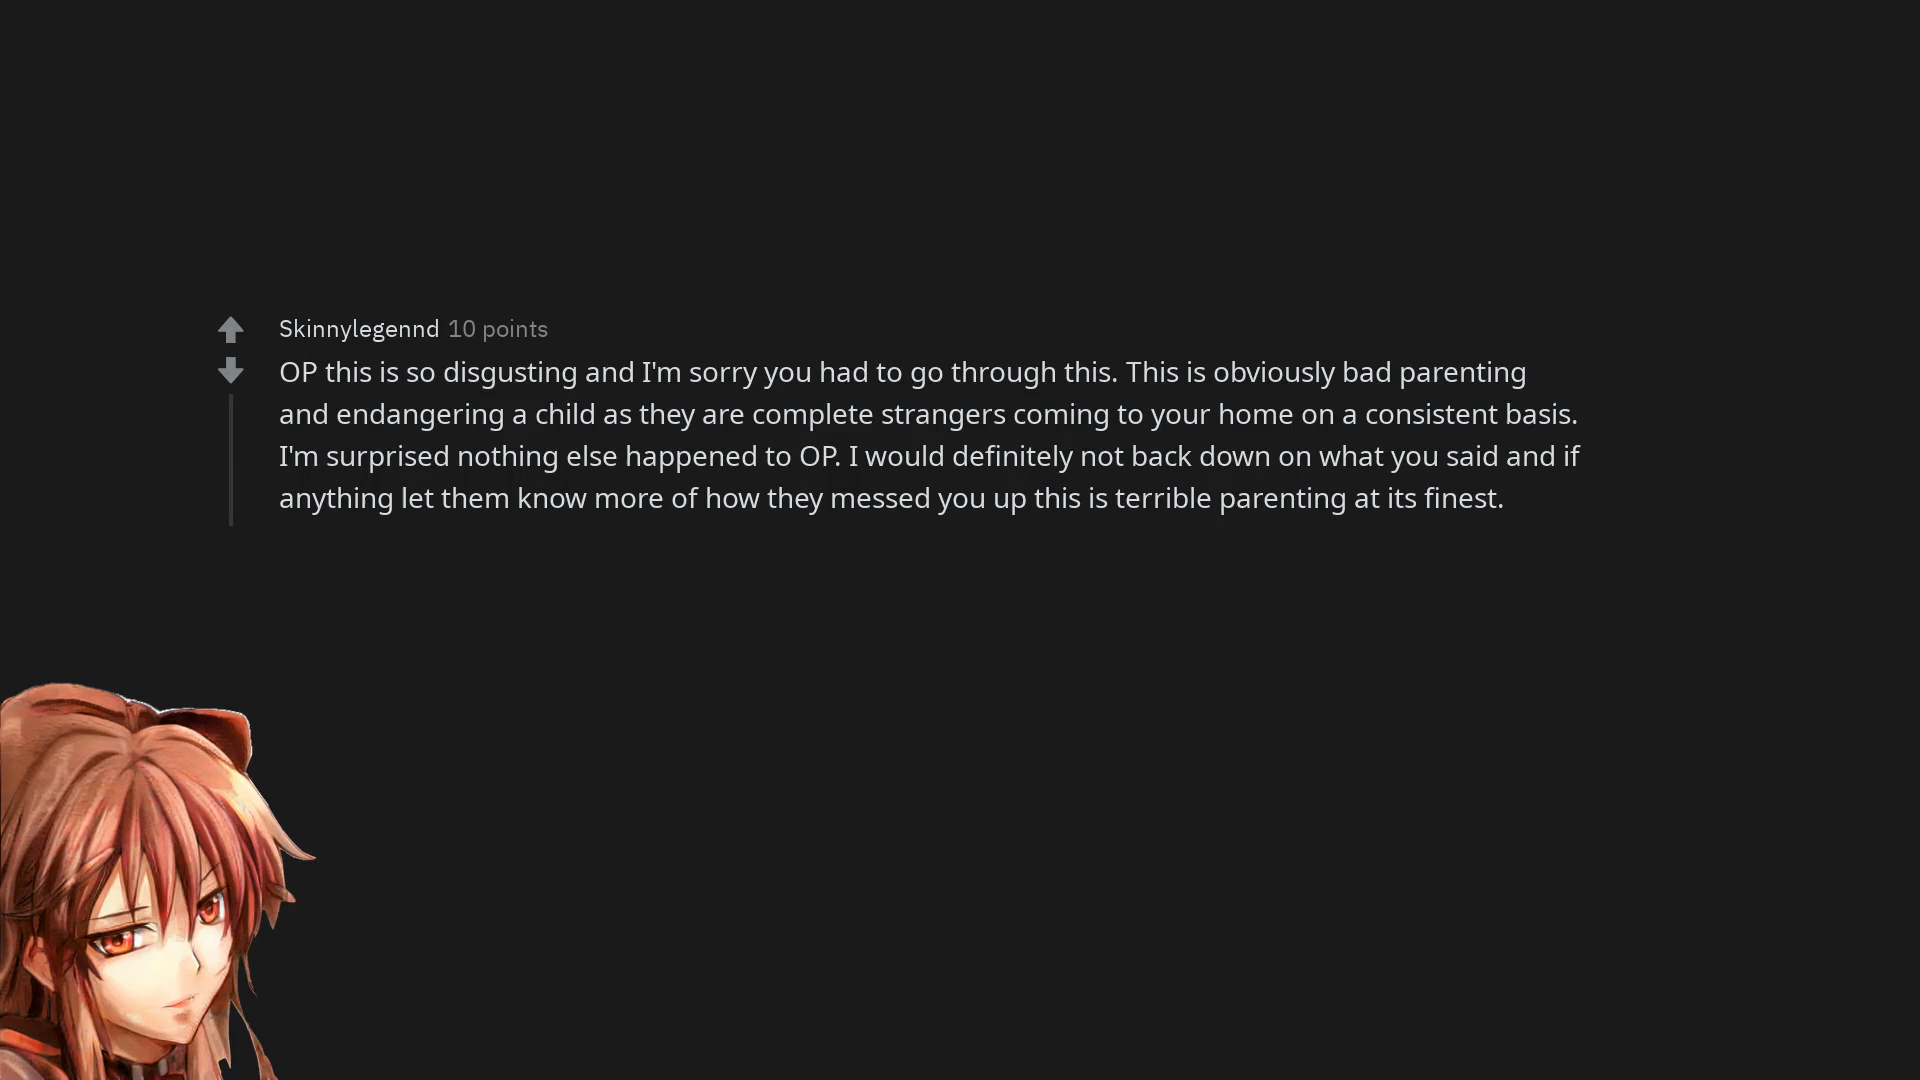 Skinnylegennd 10 points
OP this is so disgusting and I'm sorry you had to go through this. This is obviously bad parenting
and endangering a child as they are complete strangers coming to your home on a consistent basis.
I'm surprised nothing else happened to OP. I would definitely not back down on what you said and if
anything let them know more of how they messed you up this is terrible parenting at its finest.